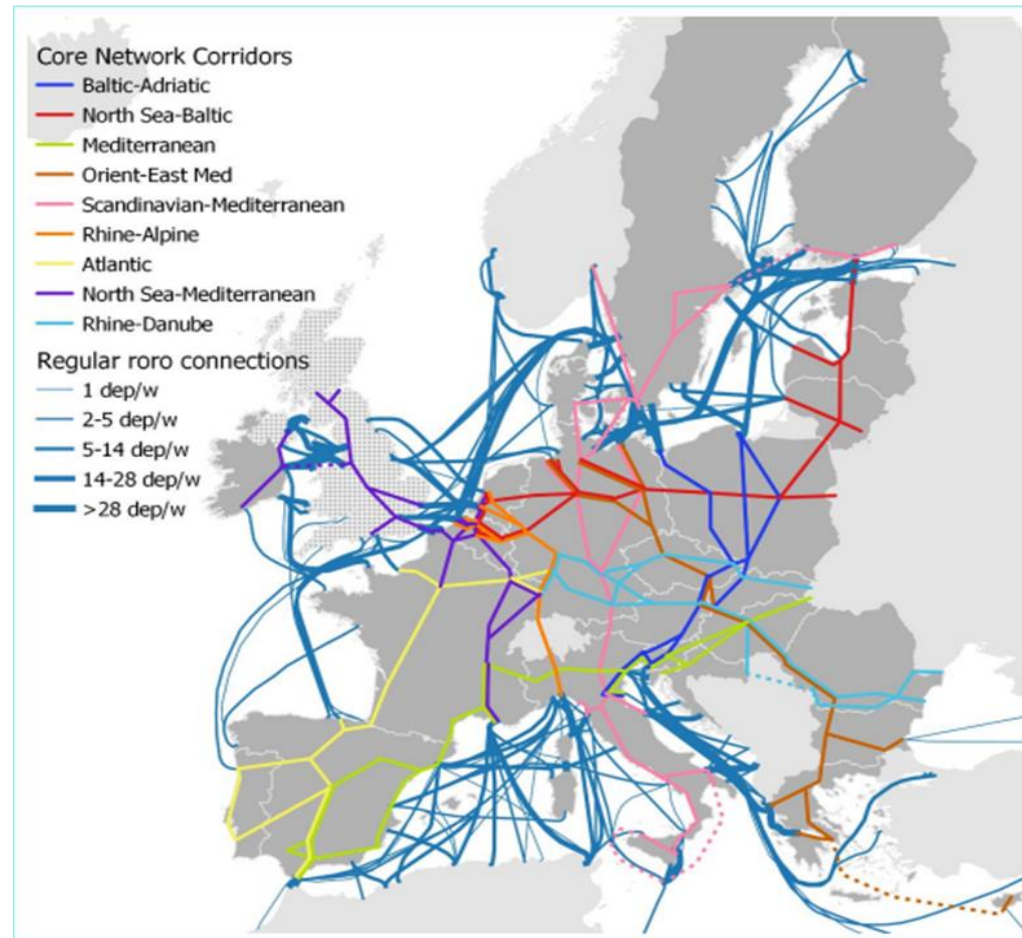 Core Network Corridors
Baltic-Adriatic
North Sea-Baltic
Mediterranean
Orient-East Med
Scandinavian-Mediterranean
Rhine-Alpine
Atlantic
North Sea-Mediterranean
Rhine-Danube
Regular roro connections
1 dep/w
2-5 dep/w
5-14 dep/w
14-28 dep/w
>28 dep/w